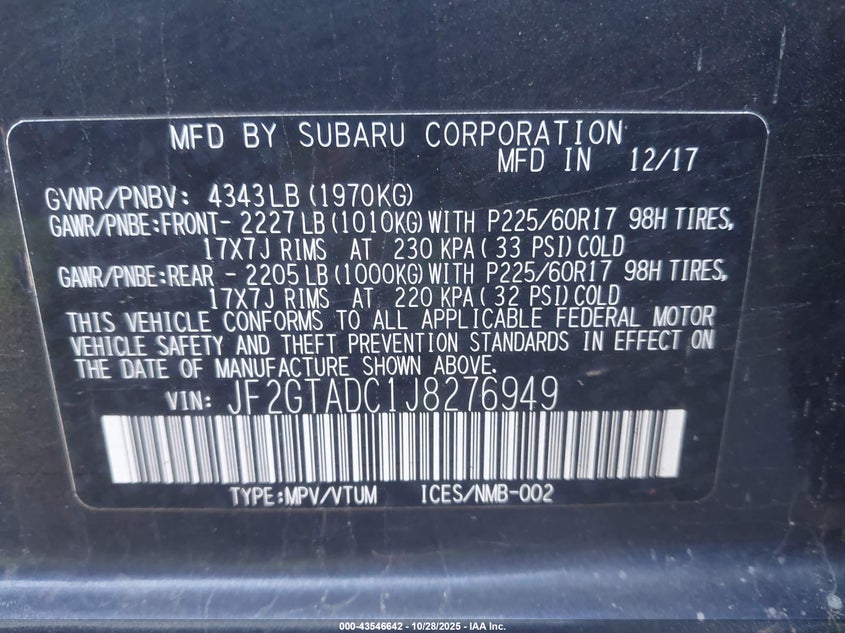 MFD BY SUBARU CORPORATION
MFD IN 12/17
GVWR/PNBV: 4343LB (1970KG)
GAWR/PNBE:FRONT- 2227 LB (1010KG) WITH P225/60R17 98H TIRES,
17X7J RIMS AT 230 KPA ( 33 PSI) COLD
GAWR/PNBE:REAR - 2205 LB (1000KG) WITH P225/60R17 98H TIRES,
17X7J RIMS AT 220 KPA ( 32 PSI) COLD
THIS VEHICLE CONFORMS TO ALL APPLICABLE FEDERAL MOTOR
VEHICLE SAFETY AND THEFT PREVENTION STANDARDS IN EFFECT ON
THE DATE OF MANUFACTURE SHOWN ABOVE.
VIN: JF2GTADC1J8276949
TYPE:MPV/VTUM ICES/NMB-002
000-43546642 - 10/28/2025 - IAA Inc.